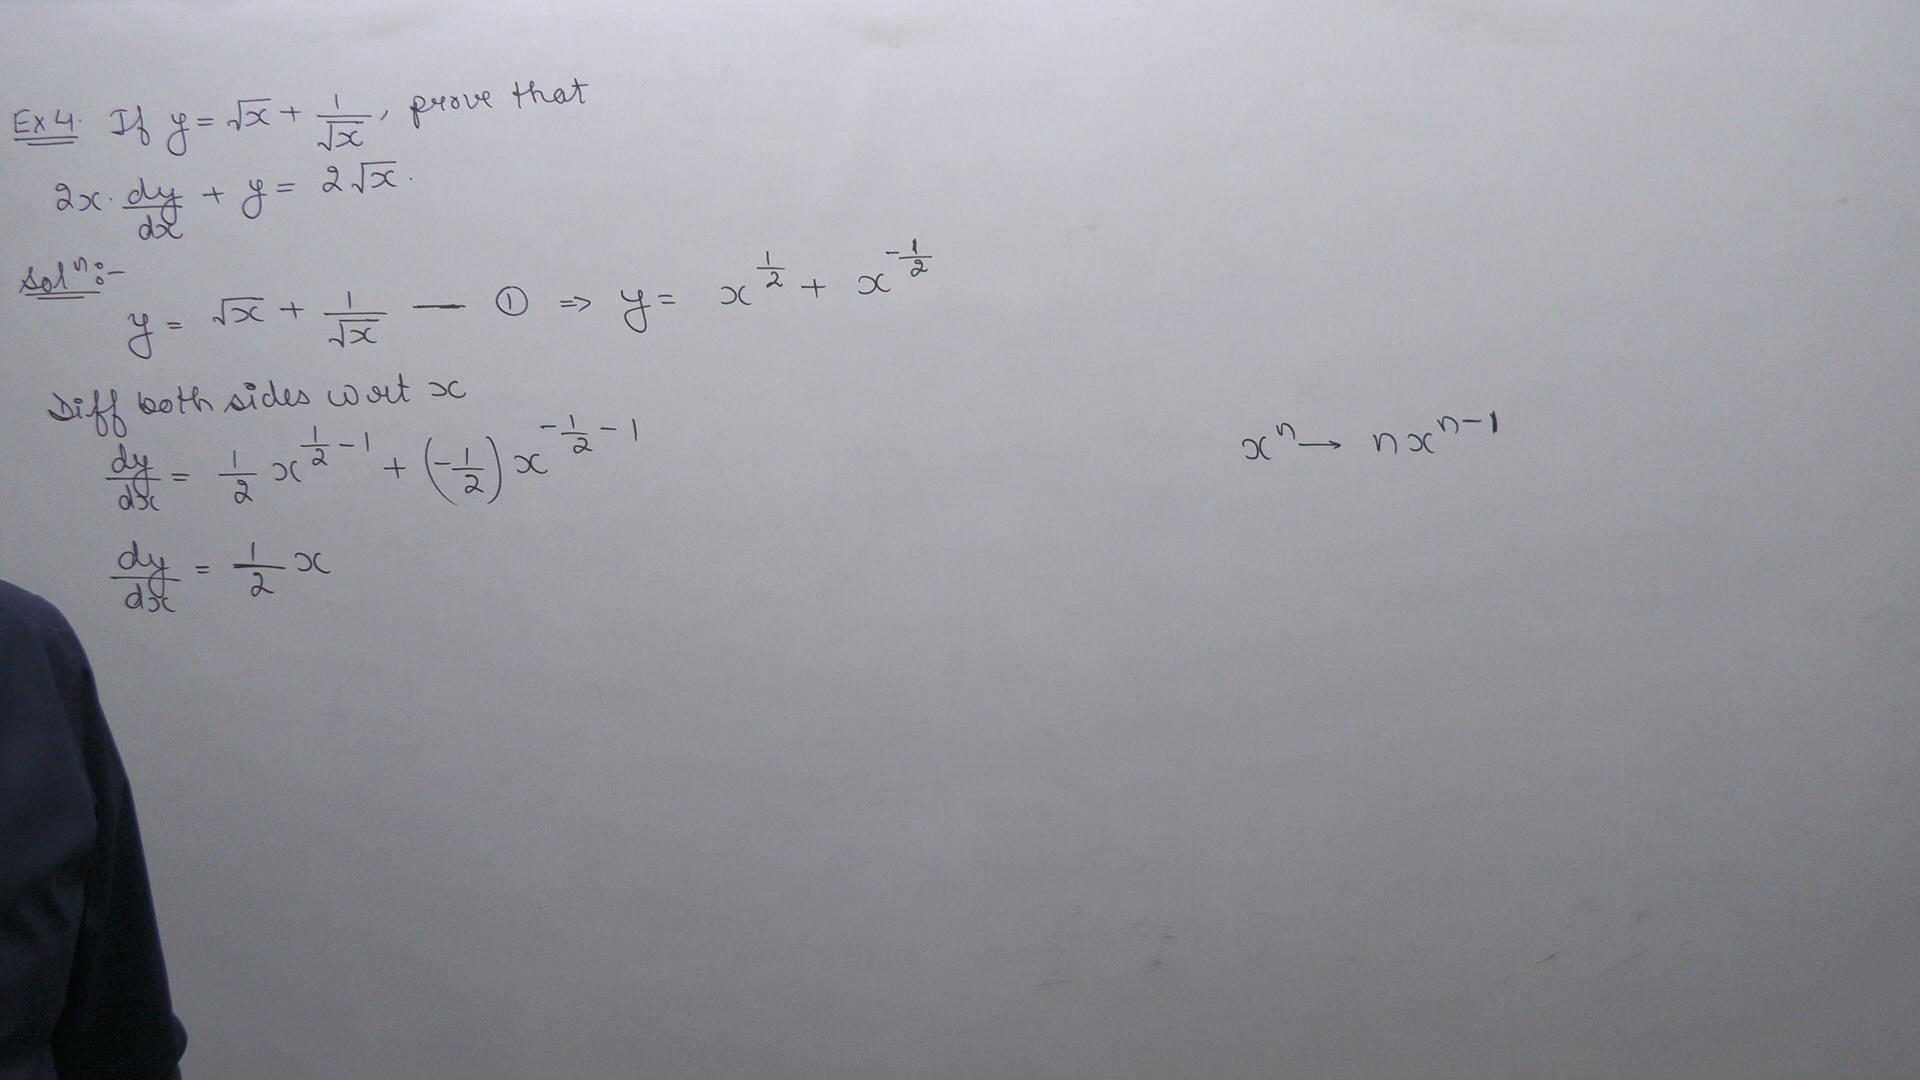 Ex 4. If y = √x + 1/√x, prove that
2x. dy/dx + y = 2√x.
Solⁿ:-
y = √x + 1/√x — ① ⇒ y = x^(1/2) + x^(-1/2)
Diff both sides wrt x
dy/dx = 1/2 x^(1/2 - 1) + (-1/2) x^(-1/2 - 1)
xⁿ → nx^(n-1)
dy/dx = 1/2 x